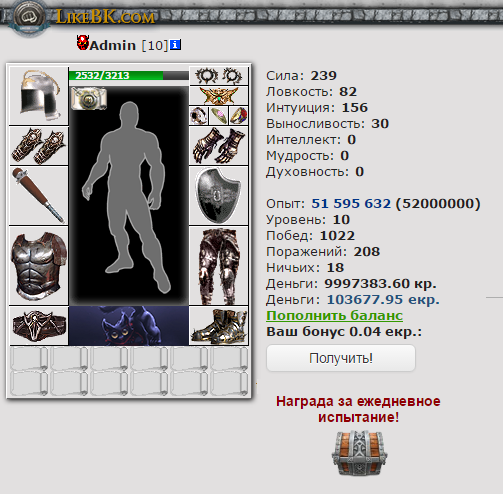 LIKEBK.COM
Admin [10] i
2532/3213
Сила: 239
Ловкость: 82
Интуиция: 156
Выносливость: 30
Интеллект: 0
Мудрость: 0
Духовность: 0
Опыт: 51 595 632 (52000000)
Уровень: 10
Побед: 1022
Поражений: 208
Ничьих: 18
Деньги: 9997383.60 кр.
Деньги: 103677.95 екр.
Пополнить баланс
Ваш бонус 0.04 екр.:
Получить!
Награда за ежедневное
испытание!